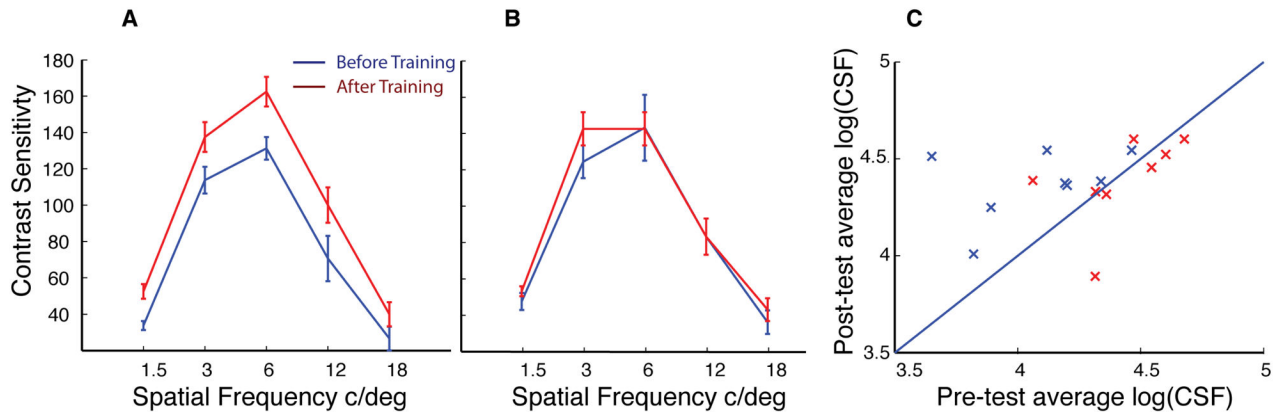 A
B
C
Contrast Sensitivty
180
160
140
120
100
80
60
40
Before Training
After Training
1.5 3 6 12 18
Spatial Frequency c/deg
1.5 3 6 12 18
Spatial Frequency c/deg
Post-test average log(CSF)
5
4.5
4
3.5
3.5 4 4.5 5
Pre-test average log(CSF)